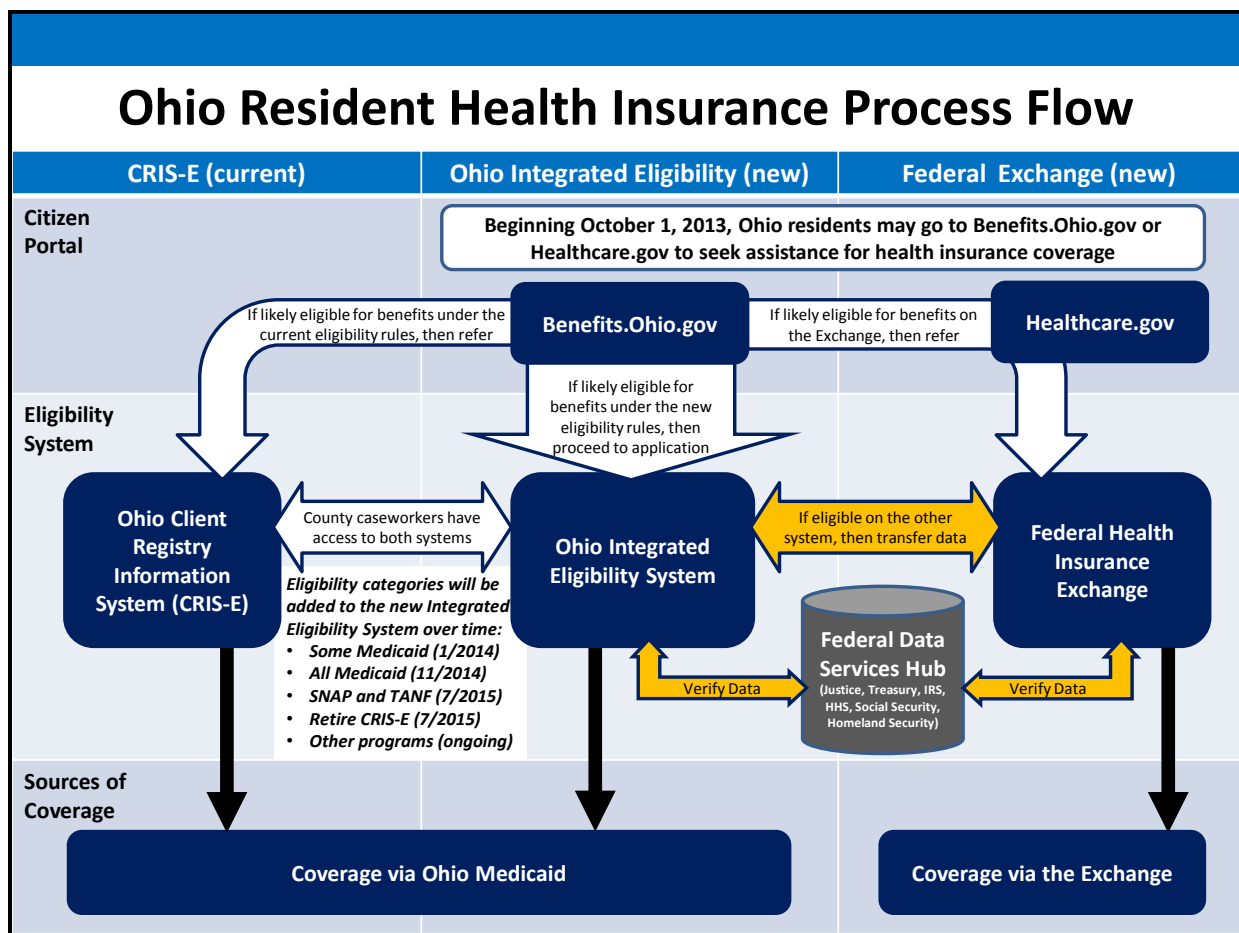 Ohio Resident Health Insurance Process Flow
CRIS-E (current)
Ohio Integrated Eligibility (new)
Federal Exchange (new)
Citizen
Portal
Beginning October 1, 2013, Ohio residents may go to Benefits.Ohio.gov or
Healthcare.gov to seek assistance for health insurance coverage
If likely eligible for benefits under the
current eligibility rules, then refer
Benefits.Ohio.gov
If likely eligible for benefits on
the Exchange, then refer
Healthcare.gov
If likely eligible for
benefits under the new
eligibility rules, then
proceed to application
Eligibility
System
Ohio Client
Registry
Information
System (CRIS-E)
County caseworkers have
access to both systems
Ohio Integrated
Eligibility System
If eligible on the other
system, then transfer data
Federal Health
Insurance
Exchange
Eligibility categories will be
added to the new Integrated
Eligibility System over time:
• Some Medicaid (1/2014)
• All Medicaid (11/2014)
• SNAP and TANF (7/2015)
• Retire CRIS-E (7/2015)
• Other programs (ongoing)
Verify Data
Federal Data
Services Hub
(Justice, Treasury, IRS,
HHS, Social Security,
Homeland Security)
Verify Data
Sources of
Coverage
Coverage via Ohio Medicaid
Coverage via the Exchange